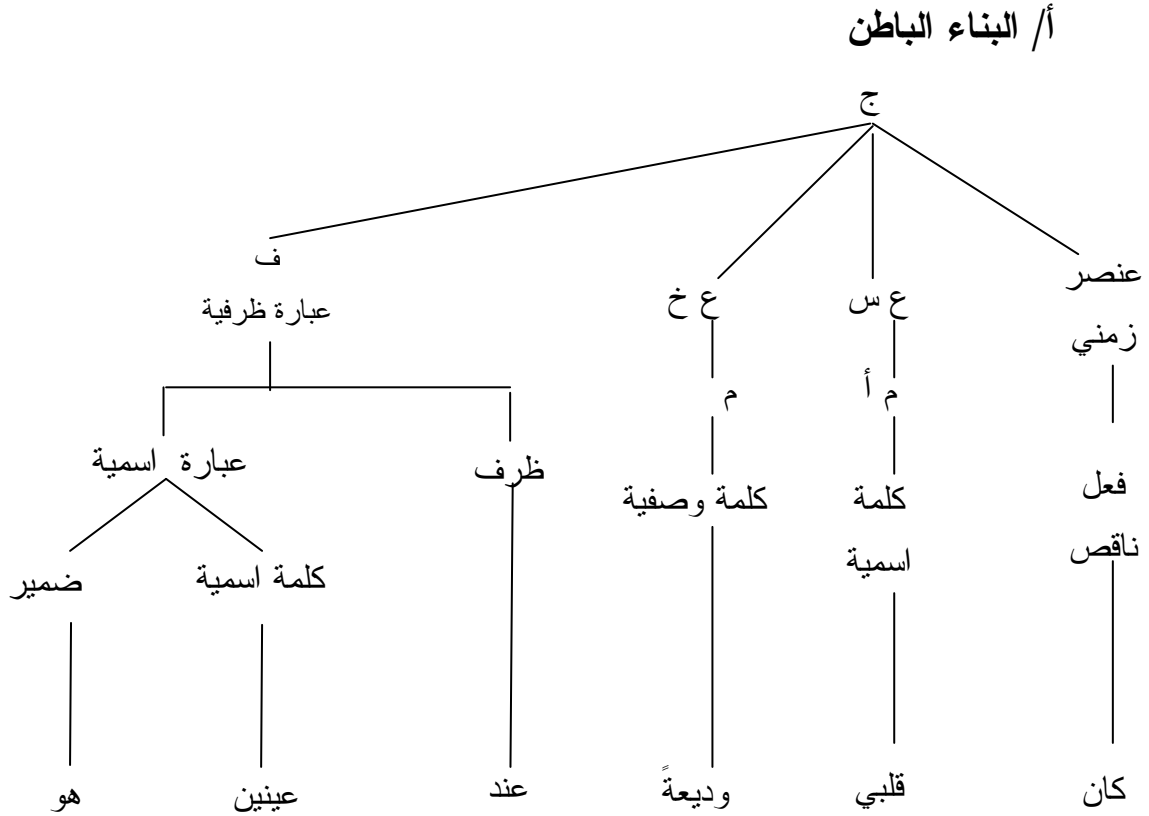 أ/ البناء الباطن
ج
عنصر زمني
ع س
ع خ
ف
عبارة ظرفية
م أ
م
فعل ناقص
كلمة اسمية
كلمة وصفية
ظرف
عبارة اسمية
كلمة اسمية
ضمير
كان
قلبي
وديعةً
عند
عينين
هو